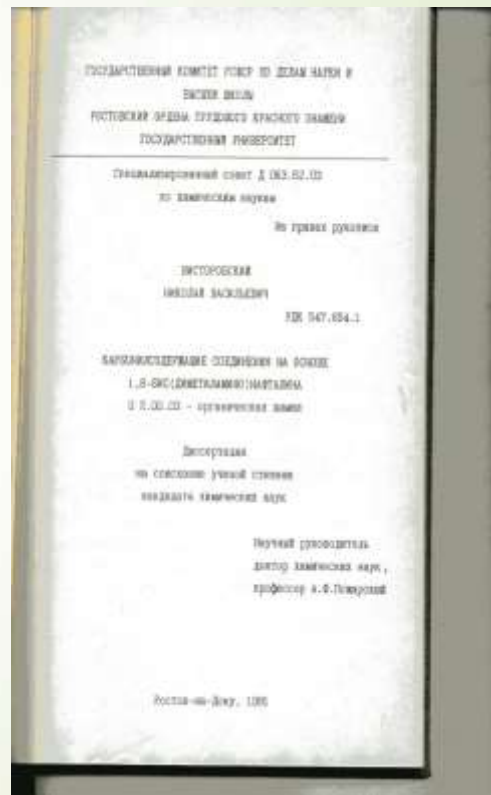 ГОСУДАРСТВЕННЫЙ КОМИТЕТ РСФСР ПО ДЕЛАМ НАУКИ И
ВЫСШЕЙ ШКОЛЫ
РОСТОВСКИЙ ОРДЕНА ТРУДОВОГО КРАСНОГО ЗНАМЕНИ
ГОСУДАРСТВЕННЫЙ УНИВЕРСИТЕТ
Специализированный совет Д 063.52.03
по химическим наукам
На правах рукописи
ВИСТОРОБСКИЙ
НИКОЛАЙ ВАСИЛЬЕВИЧ
УДК 547.654.1
КАРБОНИЛСОДЕРЖАЩИЕ СОЕДИНЕНИЯ НА ОСНОВЕ
1,8-БИС(ДИМЕТИЛАМИНО)НАФТАЛИНА
0 2.00.03 - органическая химия
Диссертация
на соискание ученой степени
кандидата химических наук
Научный руководитель
доктор химических наук,
профессор А.Ф.Пожарский
Ростов-на-Дону,